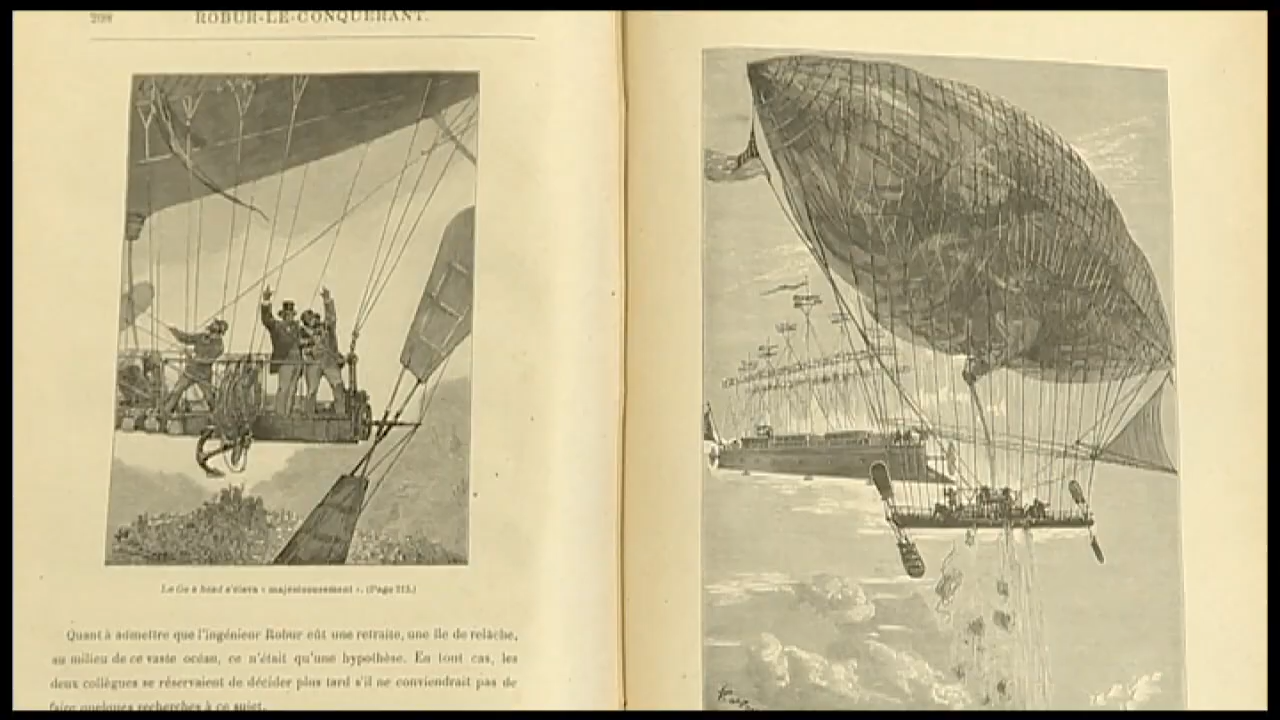 208
ROBUR-LE-CONQUÉRANT.
Le Go a head s'éleva « majestueusement ». (Page 215.)
Quant à admettre que l'ingénieur Robur eût une retraite, une île de relâche,
au milieu de ce vaste océan, ce n'était qu'une hypothèse. En tout cas, les
deux collègues se réservaient de décider plus tard s'il ne conviendrait pas de
faire quelques recherches à ce sujet.